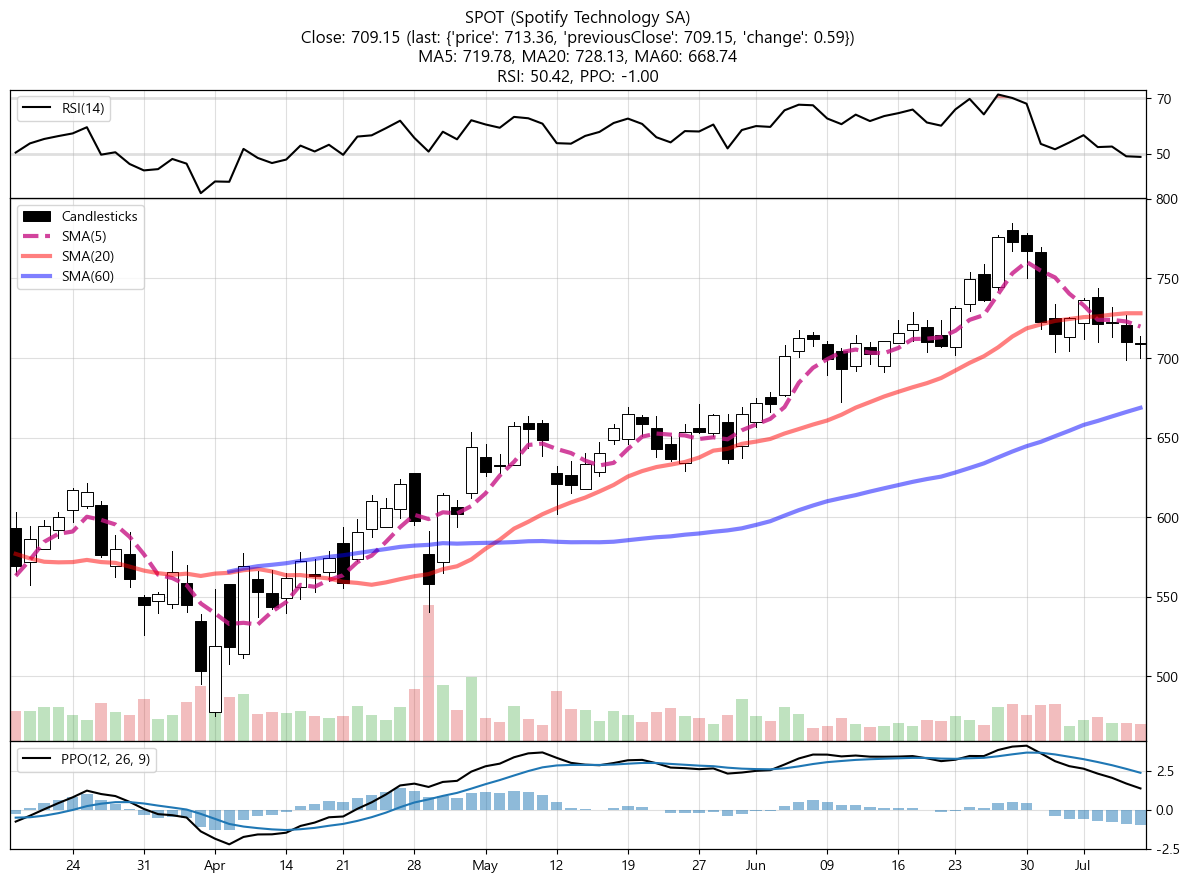 SPOT (Spotify Technology SA)
Close: 709.15 (last: {'price': 713.36, 'previousClose': 709.15, 'change': 0.59})
MA5: 719.78, MA20: 728.13, MA60: 668.74
RSI: 50.42, PPO: -1.00
RSI(14)
70
50
800
Candlesticks
SMA(5)
SMA(20)
SMA(60)
750
700
650
600
550
500
PPO(12, 26, 9)
2.5
0.0
-2.5
24 31 Apr 14 21 28 May 12 19 27 Jun 09 16 23 30 Jul